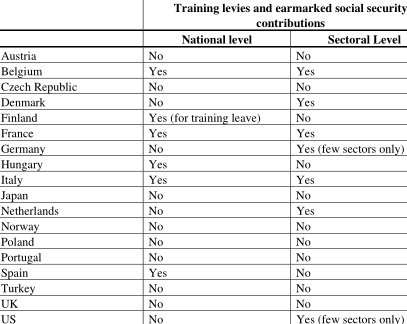 Training levies and earmarked social security
contributions
National level Sectoral Level
Austria No No
Belgium Yes Yes
Czech Republic No No
Denmark No Yes
Finland Yes (for training leave) No
France Yes Yes
Germany No Yes (few sectors only)
Hungary Yes No
Italy Yes Yes
Japan No No
Netherlands No Yes
Norway No No
Poland No No
Portugal No No
Spain Yes No
Turkey No No
UK No No
US No Yes (few sectors only)